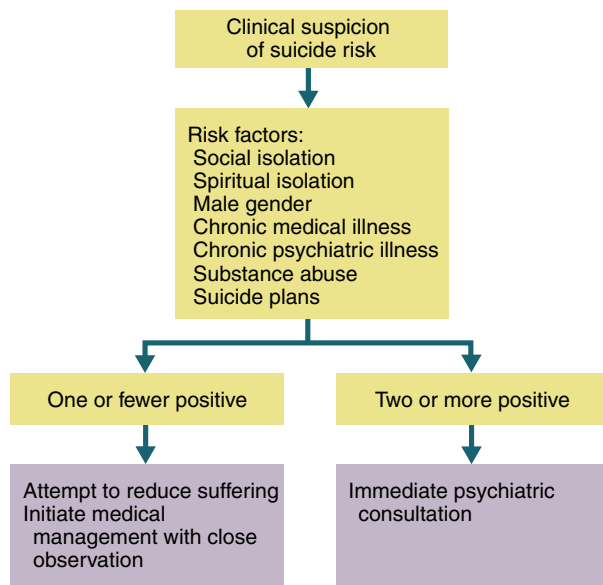 Clinical suspicion
of suicide risk
Risk factors:
Social isolation
Spiritual isolation
Male gender
Chronic medical illness
Chronic psychiatric illness
Substance abuse
Suicide plans
One or fewer positive
Two or more positive
Attempt to reduce suffering
Initiate medical
management with close
observation
Immediate psychiatric
consultation